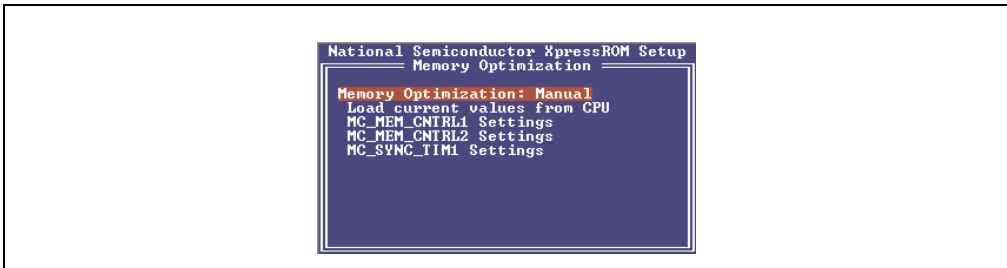 National Semiconductor XpressROM Setup
Memory Optimization
Memory Optimization: Manual
Load current values from CPU
MC_MEM_CNTRL1 Settings
MC_MEM_CNTRL2 Settings
MC_SYNC_TIM1 Settings